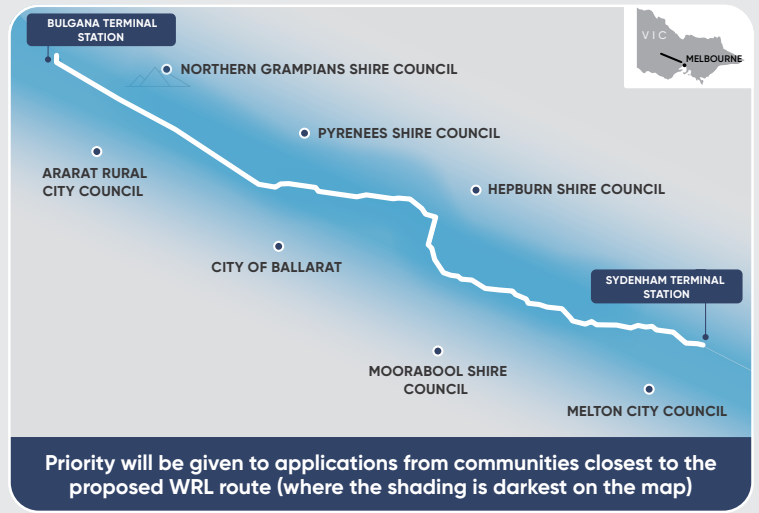 BULGANA TERMINAL
STATION
VIC
MELBOURNE
NORTHERN GRAMPIANS SHIRE COUNCIL
PYRENEES SHIRE COUNCIL
ARARAT RURAL
CITY COUNCIL
HEPBURN SHIRE COUNCIL
CITY OF BALLARAT
SYDENHAM TERMINAL
STATION
MOORABOOL SHIRE
COUNCIL
MELTON CITY COUNCIL
Priority will be given to applications from communities closest to the
proposed WRL route (where the shading is darkest on the map)